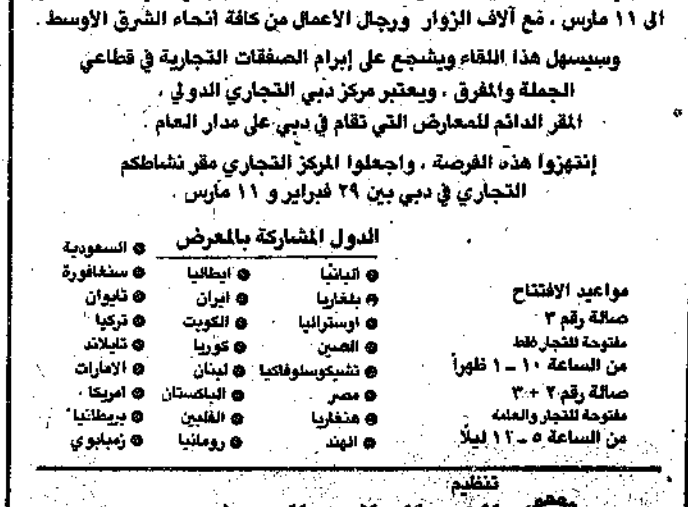 الى ١١ مارس ، مع آلاف الزوار ورجال الأعمال من كافة أنحاء الشرق الأوسط .
وسيسهل هذا اللقاء ويشجع على إبرام الصفقات التجارية في قطاعي
الجملة والمفرق ، ويعتبر مركز دبي التجاري الدولي ،
المقر الدائم للمعارض التي تقام في دبي على مدار العام .
إنتهزوا هذه الفرصة ، واجعلوا المركز التجاري مقر نشاطكم
التجاري في دبي بين ٢٩ فبراير و ١١ مارس .
مواعيد الافتتاح
صالة رقم ٣
مفتوحة للتجار فقط
من الساعة ١٠ – ١ ظهراً
صالة رقم ٢ + ٣
مفتوحة للتجار والعامه
من الساعة ٥ – ١٢ ليلاً
الدول المشاركة بالمعرض
● المانيا
● بلغاريا
● اوستراليا
● الصين
● تشيكوسلوفاكيا
● مصر
● هنغاريا
● الهند
● ايطاليا
● ايران
● الكويت
● كوريا
● لبنان
● الباكستان
● الفلبين
● رومانيا
● السعودية
● سنغافورة
● تايوان
● تركيا
● تايلاند
● الامارات
● امريكا
● بريطانيا
● زمبابوي
تنظيم